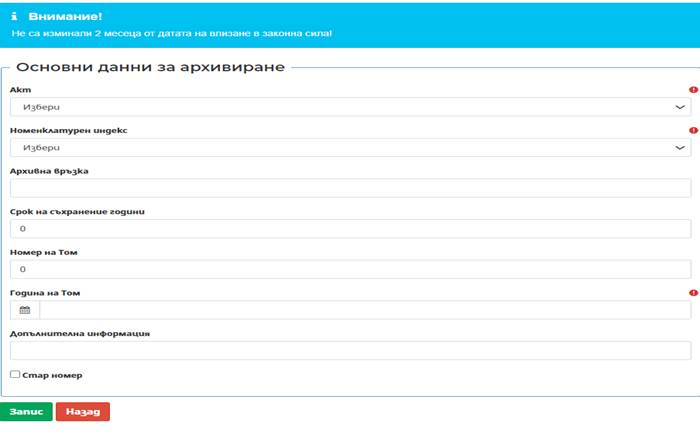 Внимание!
Не са изминали 2 месеца от датата на влизане в законна сила!
Основни данни за архивиране
Акт
Избери
Номенклатурен индекс
Избери
Архивна връзка
Срок на съхранение години
0
Номер на Том
0
Година на Том
Допълнителна информация
Стар номер
Запис Назад